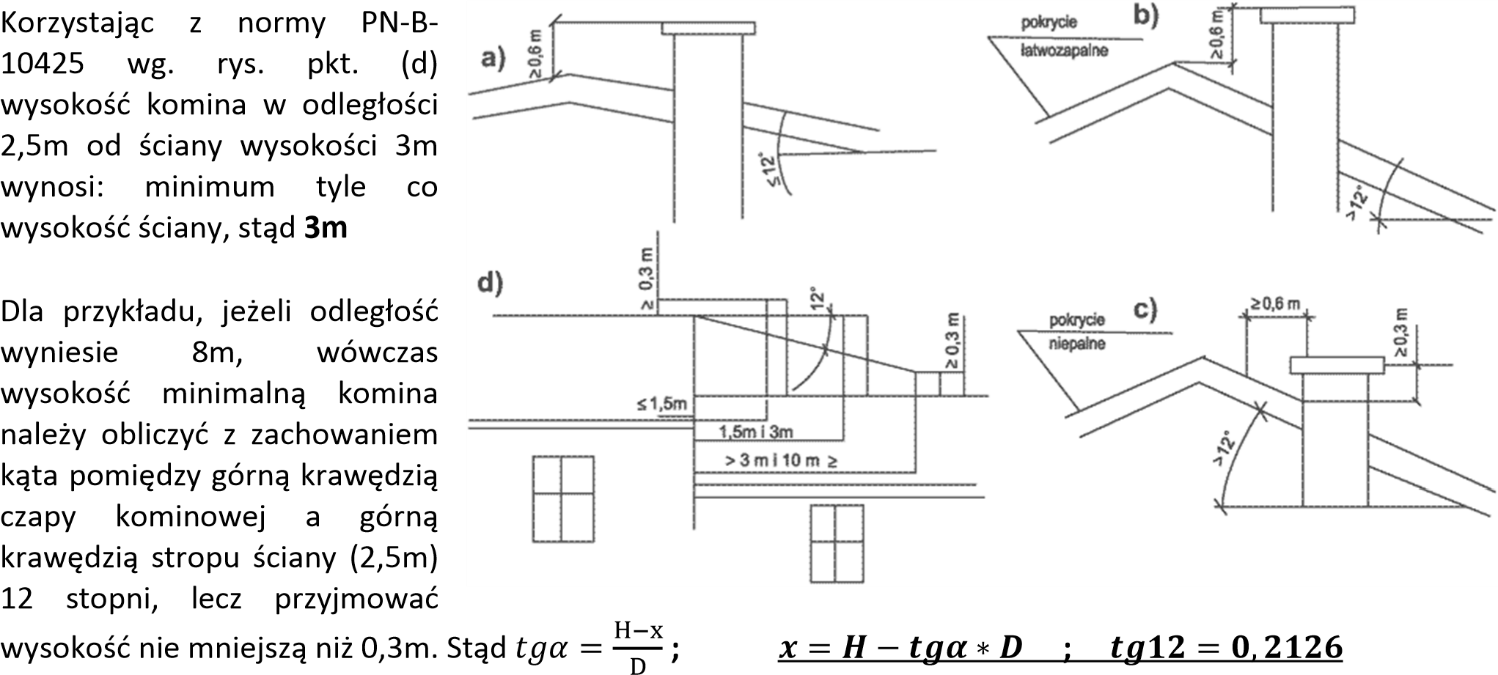 Korzystając z normy PN-B-
10425 wg. rys. pkt. (d)
wysokość komina w odległości
2,5m od ściany wysokości 3m
wynosi: minimum tyle co
wysokość ściany, stąd 3m
Dla przykładu, jeżeli odległość
wyniesie 8m, wówczas
wysokość minimalną komina
należy obliczyć z zachowaniem
kąta pomiędzy górną krawędzią
czapy kominowej a górną
krawędzią stropu ściany (2,5m)
12 stopni, lecz przyjmować
wysokość nie mniejszą niż 0,3m. Stąd tgα = H−x / D ; x = H − tgα ∗ D ; tg12 = 0,2126
a)
≥0,6 m
≤12°
b)
pokrycie
łatwozapalne
≥0,6 m
>12°
d)
≥ 0,3 m
12°
≥0,3 m
≤1,5m
1,5m i 3m
> 3 m i 10 m ≥
c)
pokrycie
niepalne
≥0,6 m
≥0,3 m
>12°